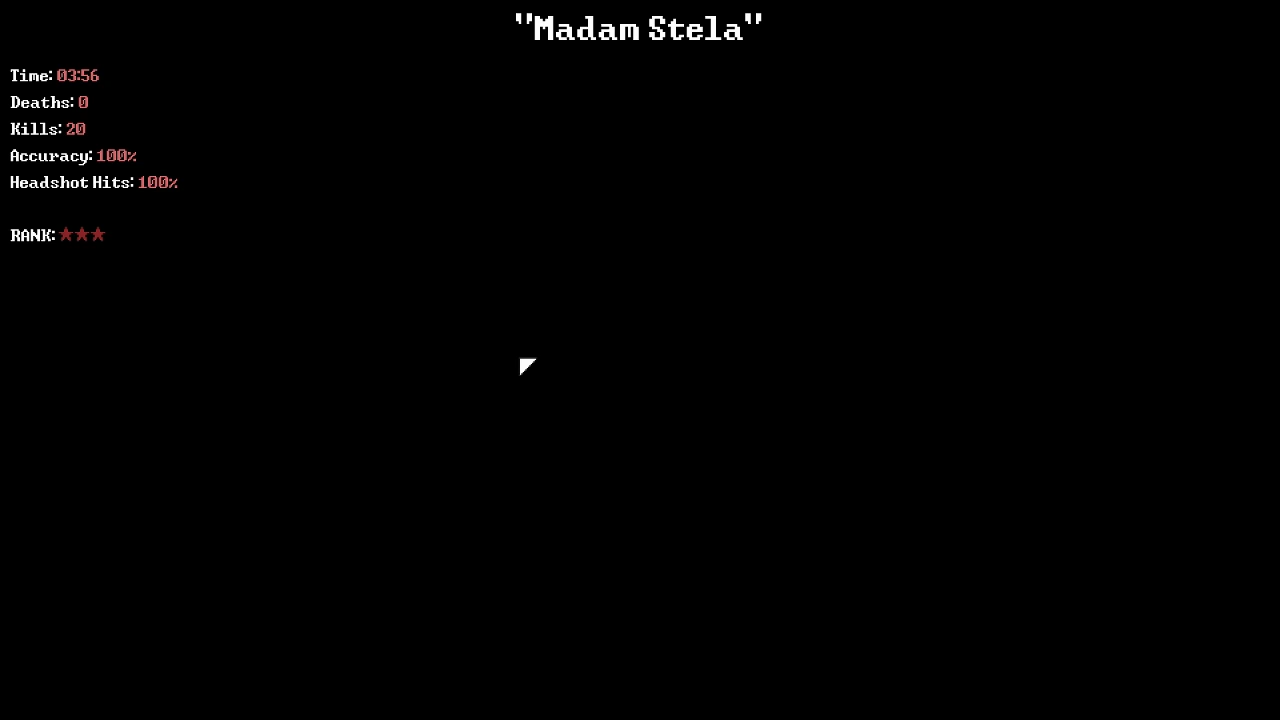 "Madam Stela"
Time: 03:56
Deaths: 0
Kills: 20
Accuracy: 100%
Headshot Hits: 100%
RANK: ★★★